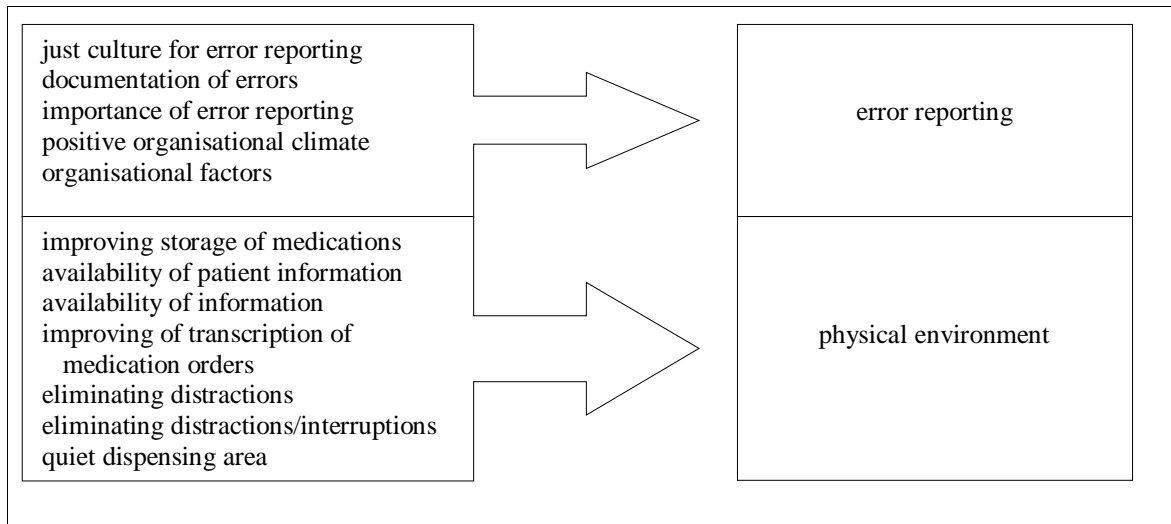 just culture for error reporting
documentation of errors
importance of error reporting
positive organisational climate
organisational factors
error reporting
improving storage of medications
availability of patient information
availability of information
improving of transcription of
medication orders
eliminating distractions
eliminating distractions/interruptions
quiet dispensing area
physical environment